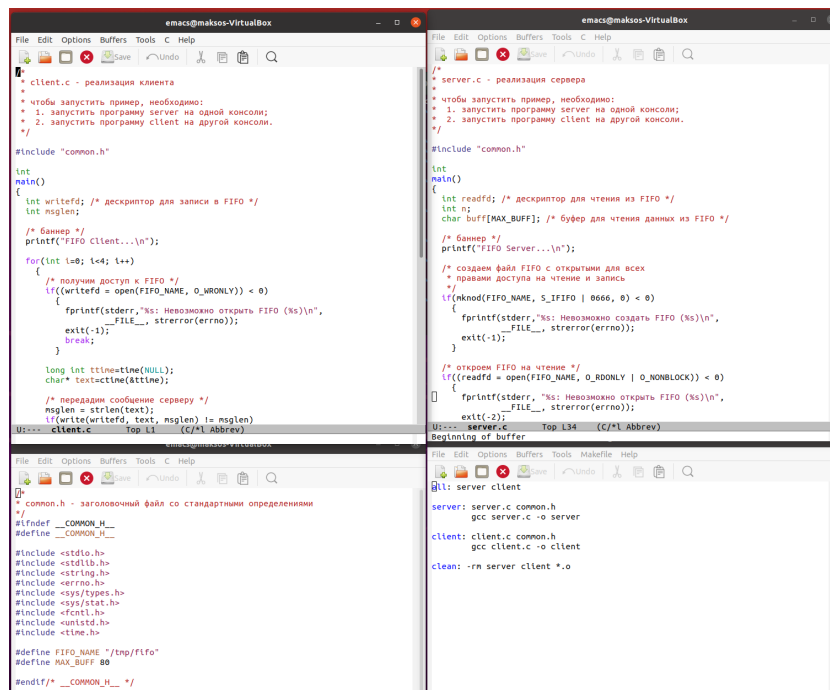 emacs@maksos-VirtualBox
File Edit Options Buffers Tools C Help
Save Undo
/*
* client.c - реализация клиента
*
* чтобы запустить пример, необходимо:
* 1. запустить программу server на одной консоли;
* 2. запустить программу client на другой консоли.
*/
#include "common.h"
int
main()
{
int writefd; /* дескриптор для записи в FIFO */
int msglen;
/* баннер */
printf("FIFO Client...\n");
for(int i=0; i<4; i++)
{
/* получим доступ к FIFO */
if((writefd = open(FIFO_NAME, O_WRONLY)) < 0)
{
fprintf(stderr,"%s: Невозможно открыть FIFO (%s)\n",
__FILE__, strerror(errno));
exit(-1);
break;
}
long int ttime=time(NULL);
char* text=ctime(&ttime);
/* передадим сообщение серверу */
msglen = strlen(text);
if(write(writefd, text, msglen) != msglen)
U:--- client.c Top L1 (C/*l Abbrev)
emacs@maksos-VirtualBox
File Edit Options Buffers Tools C Help
Save Undo
/*
* server.c - реализация сервера
*
* чтобы запустить пример, необходимо:
* 1. запустить программу server на одной консоли;
* 2. запустить программу client на другой консоли.
*/
#include "common.h"
int
main()
{
int readfd; /* дескриптор для чтения из FIFO */
int n;
char buff[MAX_BUFF]; /* буфер для чтения данных из FIFO */
/* баннер */
printf("FIFO Server...\n");
/* создаем файл FIFO с открытыми для всех
* правами доступа на чтение и запись
*/
if(mknod(FIFO_NAME, S_IFIFO | 0666, 0) < 0)
{
fprintf(stderr,"%s: Невозможно создать FIFO (%s)\n",
__FILE__, strerror(errno));
exit(-1);
}
/* откроем FIFO на чтение */
if((readfd = open(FIFO_NAME, O_RDONLY | O_NONBLOCK)) < 0)
{
fprintf(stderr, "%s: Невозможно открыть FIFO (%s)\n",
__FILE__, strerror(errno));
exit(-2);
U:--- server.c Top L34 (C/*l Abbrev)
Beginning of buffer
emacs@maksos-VirtualBox
File Edit Options Buffers Tools C Help
Save Undo
/*
* common.h - заголовочный файл со стандартными определениями
*/
#ifndef __COMMON_H__
#define __COMMON_H__
#include <stdio.h>
#include <stdlib.h>
#include <string.h>
#include <errno.h>
#include <sys/types.h>
#include <sys/stat.h>
#include <fcntl.h>
#include <unistd.h>
#include <time.h>
#define FIFO_NAME "/tmp/fifo"
#define MAX_BUFF 80
#endif/* __COMMON_H__ */
File Edit Options Buffers Tools Makefile Help
Save Undo
all: server client
server: server.c common.h
gcc server.c -o server
client: client.c common.h
gcc client.c -o client
clean: -rm server client *.o